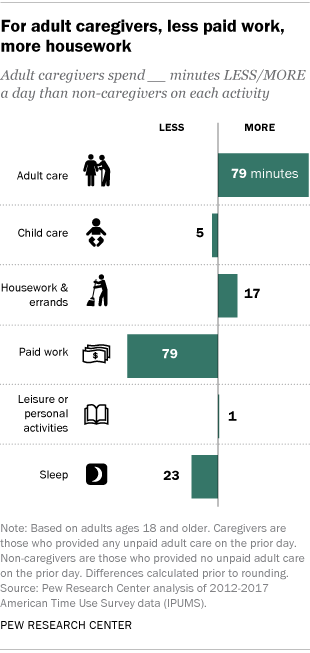 For adult caregivers, less paid work,
more housework
Adult caregivers spend __ minutes LESS/MORE
a day than non-caregivers on each activity
LESS MORE
Adult care 79 minutes
Child care 5
Housework &
errands 17
Paid work $ 79
Leisure or
personal
activities 1
Sleep 23
Note: Based on adults ages 18 and older. Caregivers are
those who provided any unpaid adult care on the prior day.
Non-caregivers are those who provided no unpaid adult care
on the prior day. Differences calculated prior to rounding.
Source: Pew Research Center analysis of 2012-2017
American Time Use Survey data (IPUMS).
PEW RESEARCH CENTER